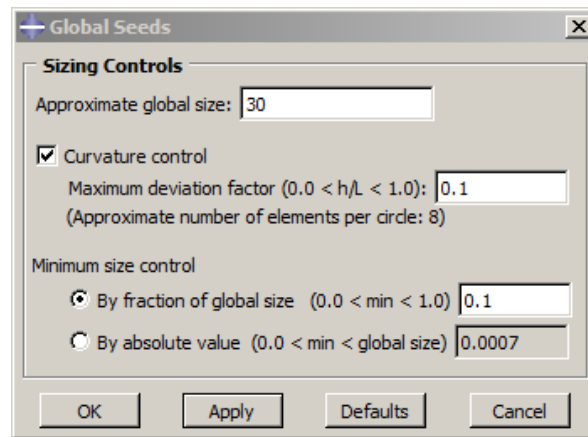 Global Seeds
Sizing Controls
Approximate global size: 30
Curvature control
Maximum deviation factor (0.0 < h/L < 1.0): 0.1
(Approximate number of elements per circle: 8)
Minimum size control
By fraction of global size (0.0 < min < 1.0) 0.1
By absolute value (0.0 < min < global size) 0.0007
OK Apply Defaults Cancel